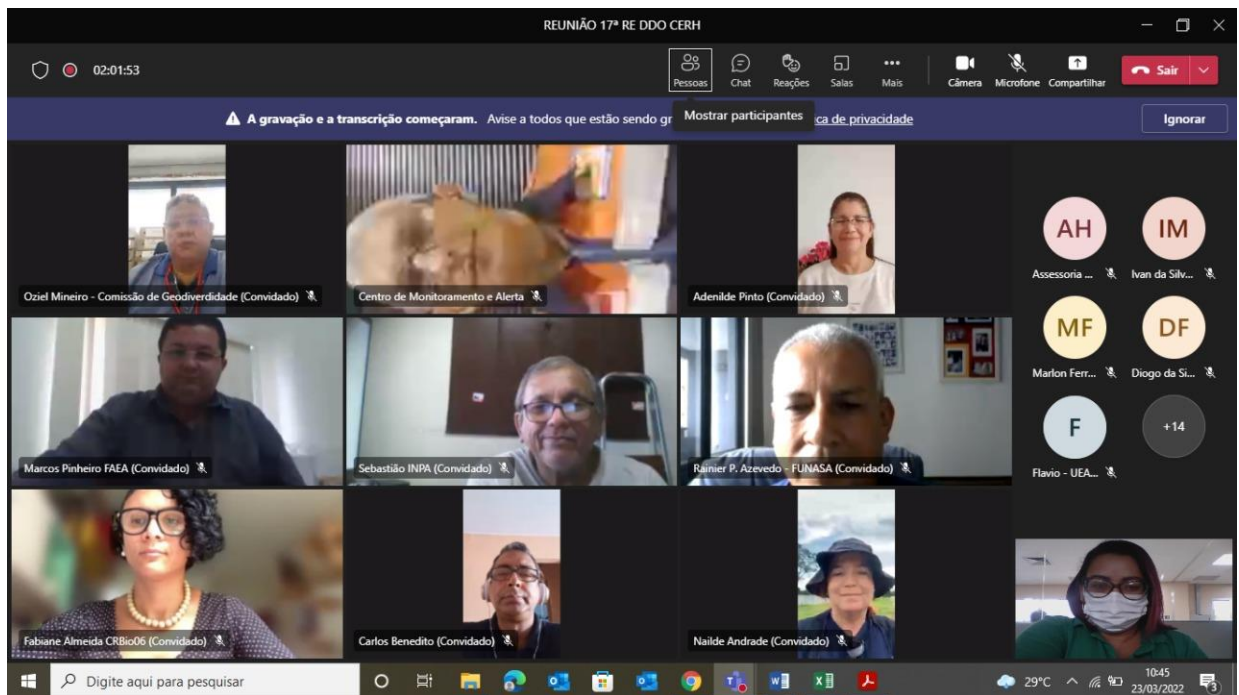 REUNIÃO 17ª RE DDO CERH
02:01:53
Pessoas Chat Reações Salas Mais Câmera Microfone Compartilhar Sair
A gravação e a transcrição começaram. Avise a todos que estão sendo gr
Mostrar participantes
ca de privacidade
Ignorar
Oziel Mineiro - Comissão de Geodiverdidade (Convidado)
Centro de Monitoramento e Alerta
Adenilde Pinto (Convidado)
AH
IM
Assessoria ...
Ivan da Silv...
Marcos Pinheiro FAEA (Convidado)
Sebastião INPA (Convidado)
Rainier P. Azevedo - FUNASA (Convidado)
MF
DF
Marlon Ferr...
Diogo da Si...
F
+14
Flavio - UEA...
Fabiane Almeida CRBio06 (Convidado)
Carlos Benedito (Convidado)
Nailde Andrade (Convidado)
Digite aqui para pesquisar
29°C
10:45
23/03/2022
3